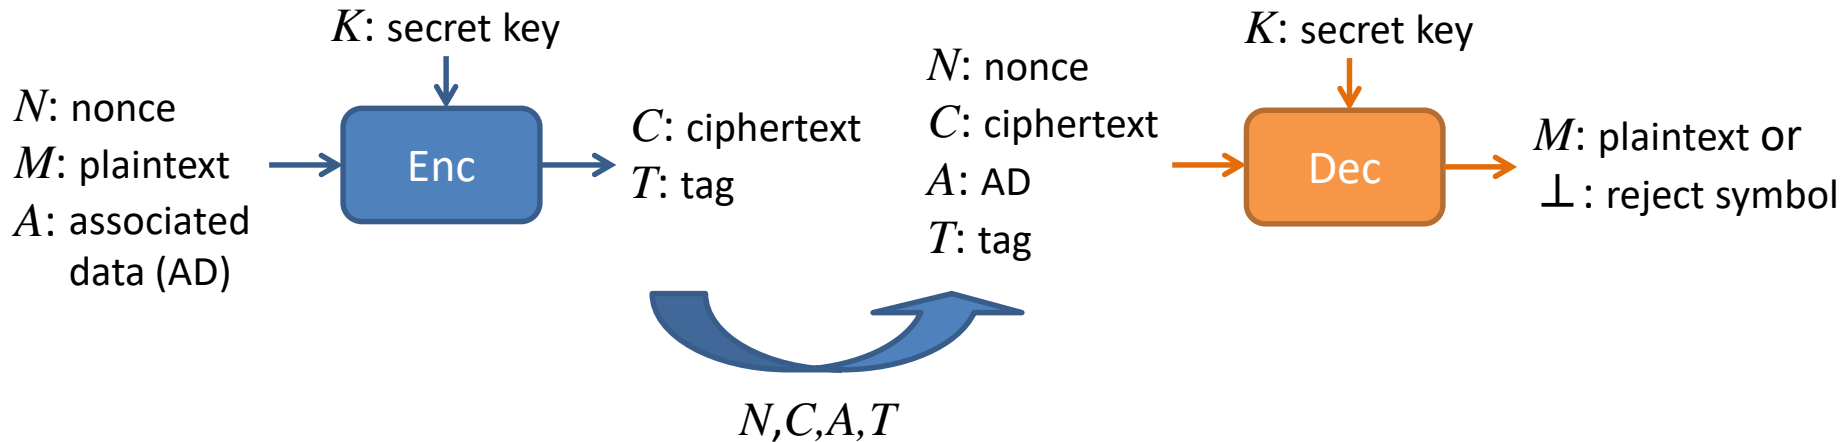 K: secret key
N: nonce
M: plaintext
A: associated
data (AD)
Enc
C: ciphertext
T: tag
N,C,A,T
K: secret key
N: nonce
C: ciphertext
A: AD
T: tag
Dec
M: plaintext or
⊥: reject symbol